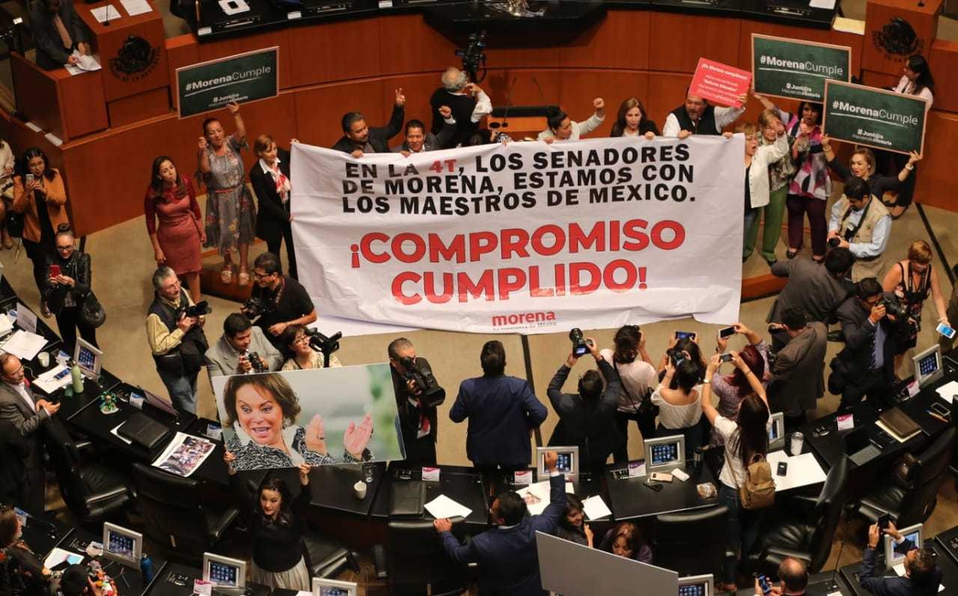 #MorenaCumple
#MorenaCumple
#MorenaCumple
EN LA 4T, LOS SENADORES
DE MORENA, ESTAMOS CON
LOS MAESTROS DE MÉXICO.
¡COMPROMISO
CUMPLIDO!
morena